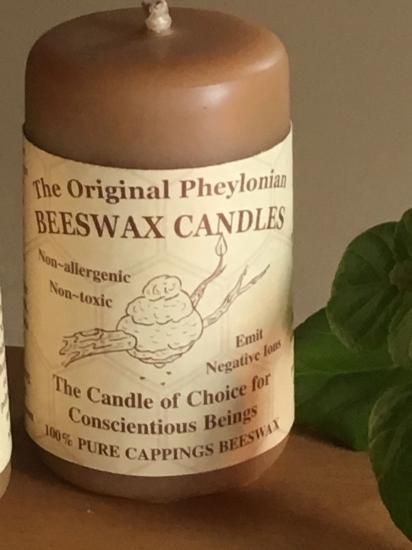 The Original Pheylonian
BEESWAX CANDLES
Non~allergenic
Non~toxic
Emit
Negative Ions
The Candle of Choice for
Conscientious Beings
100% PURE CAPPINGS BEESWAX